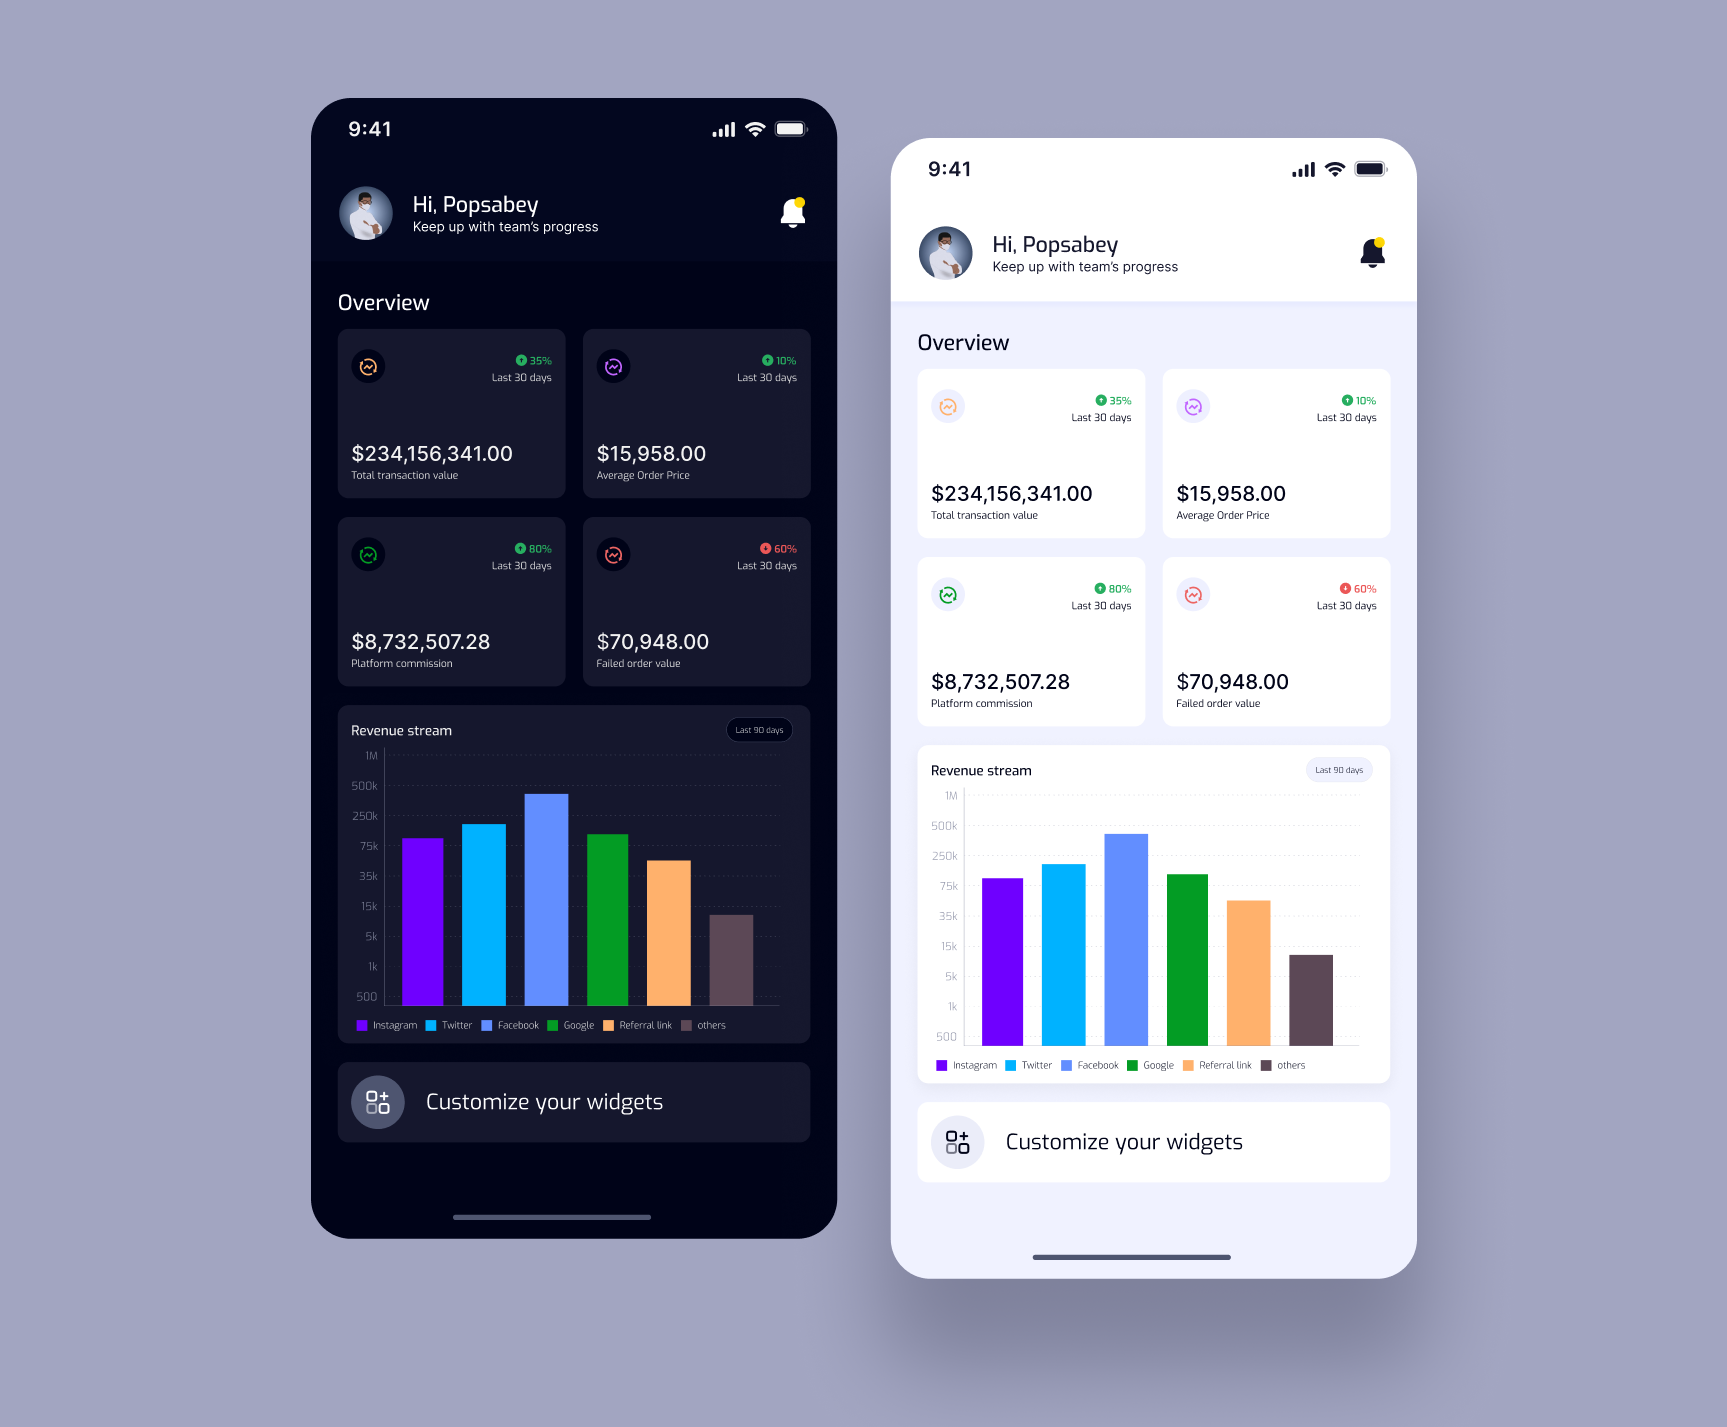 9:41
Hi, Popsabey
Keep up with team's progress
Overview
35%
Last 30 days
$234,156,341.00
Total transaction value
10%
Last 30 days
$15,958.00
Average Order Price
80%
Last 30 days
$8,732,507.28
Platform commission
60%
Last 30 days
$70,948.00
Failed order value
Revenue stream
Last 90 days
1M
500k
250k
75k
35k
15k
5k
1k
500
Instagram Twitter Facebook Google Referral link others
Customize your widgets
9:41
Hi, Popsabey
Keep up with team's progress
Overview
35%
Last 30 days
$234,156,341.00
Total transaction value
10%
Last 30 days
$15,958.00
Average Order Price
80%
Last 30 days
$8,732,507.28
Platform commission
60%
Last 30 days
$70,948.00
Failed order value
Revenue stream
Last 90 days
1M
500k
250k
75k
35k
15k
5k
1k
500
Instagram Twitter Facebook Google Referral link others
Customize your widgets